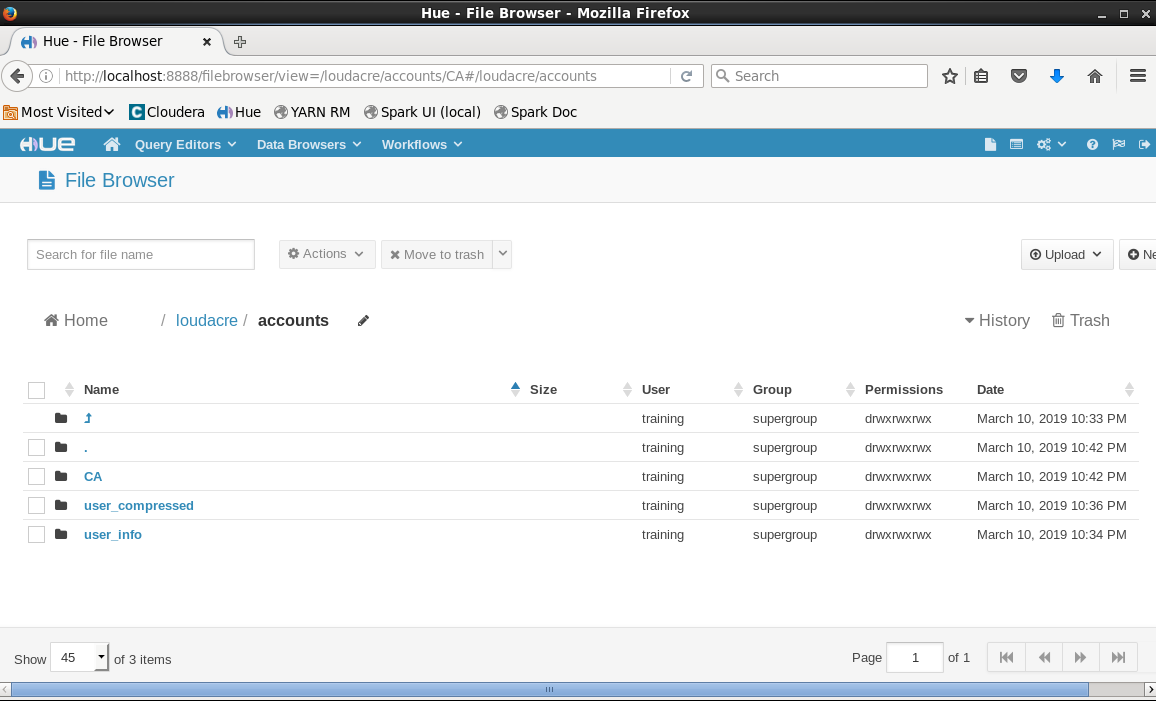 Hue - File Browser - Mozilla Firefox
Hue - File Browser
http://localhost:8888/filebrowser/view=/loudacre/accounts/CA#/loudacre/accounts Search
Most Visited Cloudera Hue YARN RM Spark UI (local) Spark Doc
HUE Query Editors Data Browsers Workflows
File Browser
Search for file name Actions Move to trash Upload Ne
Home / loudacre / accounts History Trash
Name Size User Group Permissions Date
training supergroup drwxrwxrwx March 10, 2019 10:33 PM
. training supergroup drwxrwxrwx March 10, 2019 10:42 PM
CA training supergroup drwxrwxrwx March 10, 2019 10:42 PM
user_compressed training supergroup drwxrwxrwx March 10, 2019 10:36 PM
user_info training supergroup drwxrwxrwx March 10, 2019 10:34 PM
Show 45 of 3 items Page 1 of 1